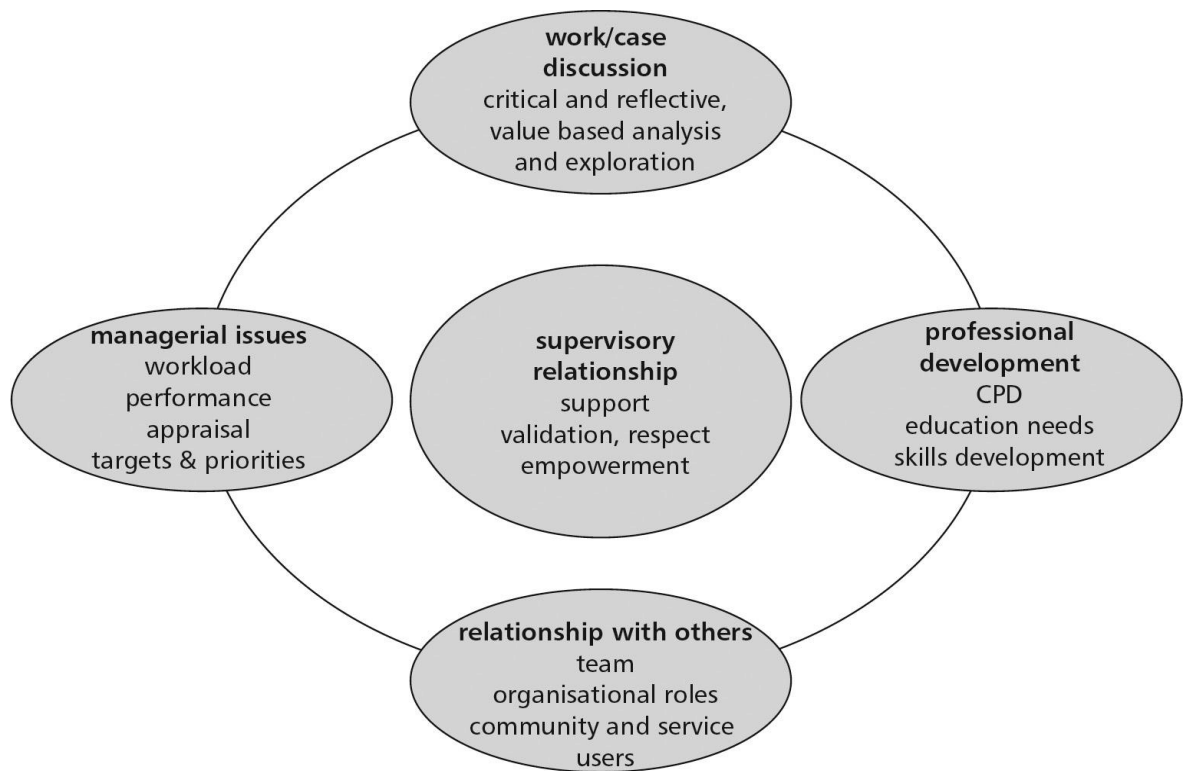 work/case
discussion
critical and reflective,
value based analysis
and exploration
managerial issues
workload
performance
appraisal
targets & priorities
supervisory
relationship
support
validation, respect
empowerment
professional
development
CPD
education needs
skills development
relationship with others
team
organisational roles
community and service
users